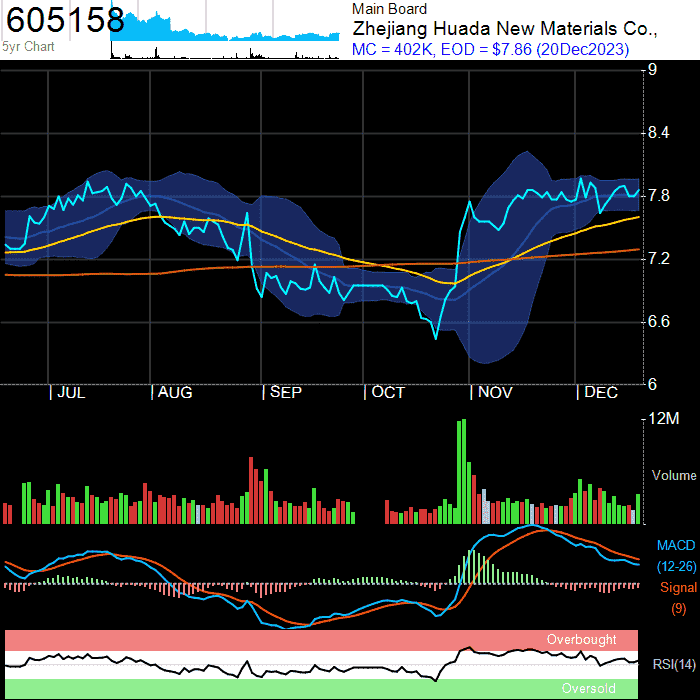 605158
5yr Chart
Main Board
Zhejiang Huada New Materials Co.,
MC = 402K, EOD = $7.86 (20Dec2023)
9
8.4
7.8
7.2
6.6
6
JUL
AUG
SEP
OCT
NOV
DEC
12M
Volume
MACD
(12-26)
Signal
(9)
Overbought
RSI(14)
Oversold